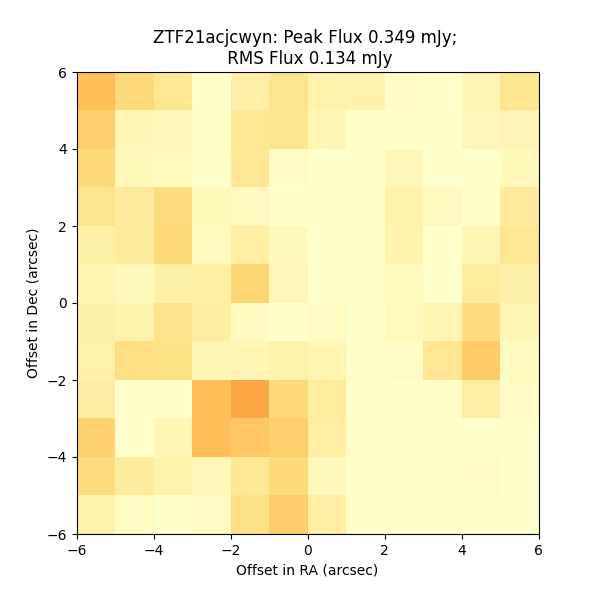 ZTF21acjcwyn: Peak Flux 0.349 mJy;
RMS Flux 0.134 mJy
6
4
2
0
−2
−4
−6
Offset in Dec (arcsec)
−6 −4 −2 0 2 4 6
Offset in RA (arcsec)